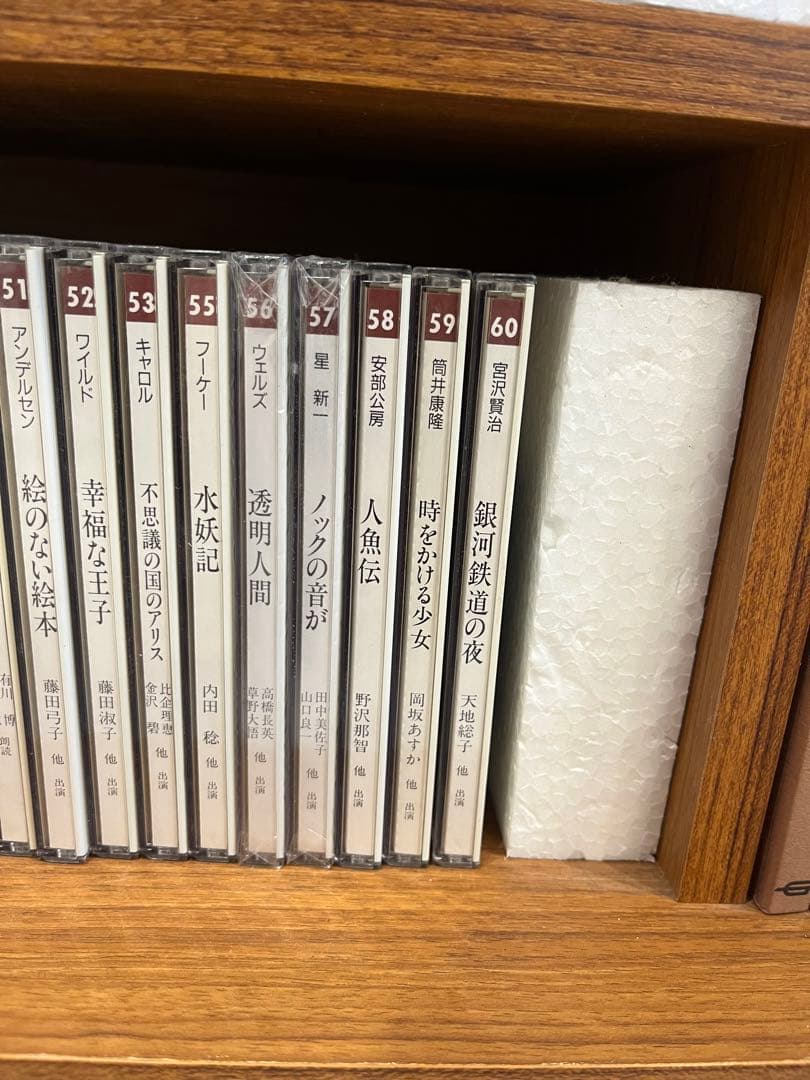 51
アンデルセン
絵のない絵本
藤田弓子 他 出演
52
ワイルド
幸福な王子
藤田淑子 他 出演
53
キャロル
不思議の国のアリス
比企理恵
金沢 碧 他 出演
55
フーケー
水妖記
内田 稔 他 出演
56
ウェルズ
透明人間
高橋長英
草野大悟 他 出演
57
星 新一
ノックの音が
田中美佐子
山口良一 他 出演
58
安部公房
人魚伝
野沢那智 他 出演
59
筒井康隆
時をかける少女
岡坂あすか 他 出演
60
宮沢賢治
銀河鉄道の夜
天地総子 他 出演
博 朗読